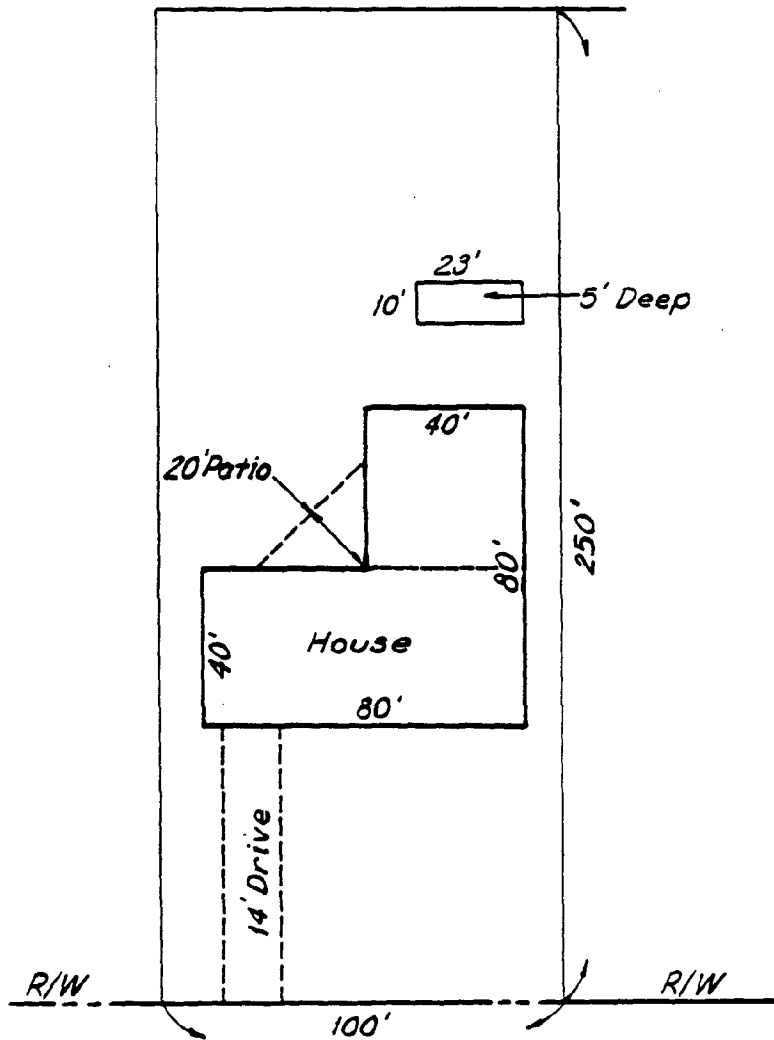 23'
10'
5' Deep
40'
20' Patio
80'
250'
40'
House
80'
14' Drive
R/W
R/W
100'